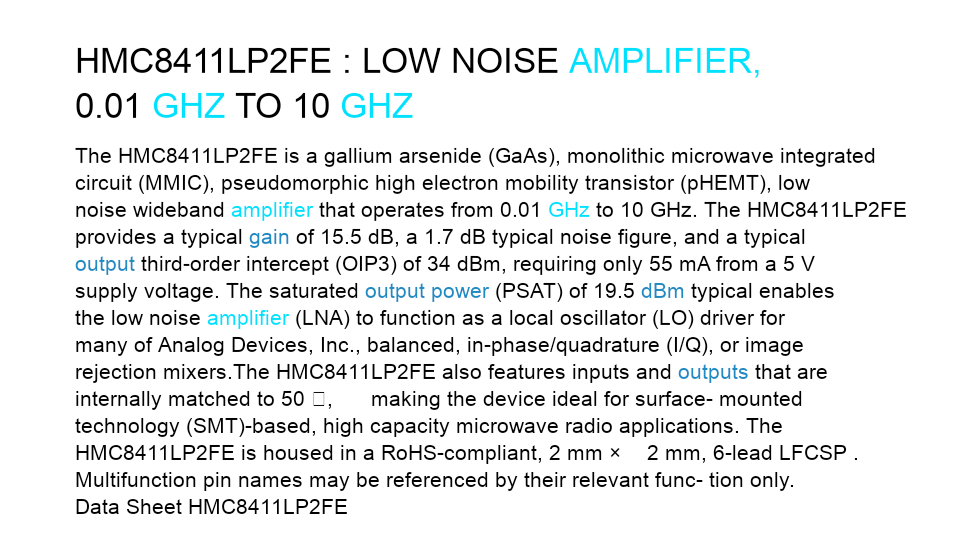 HMC8411LP2FE : LOW NOISE AMPLIFIER,
0.01 GHZ TO 10 GHZ
The HMC8411LP2FE is a gallium arsenide (GaAs), monolithic microwave integrated
circuit (MMIC), pseudomorphic high electron mobility transistor (pHEMT), low
noise wideband amplifier that operates from 0.01 GHz to 10 GHz. The HMC8411LP2FE
provides a typical gain of 15.5 dB, a 1.7 dB typical noise figure, and a typical
output third-order intercept (OIP3) of 34 dBm, requiring only 55 mA from a 5 V
supply voltage. The saturated output power (PSAT) of 19.5 dBm typical enables
the low noise amplifier (LNA) to function as a local oscillator (LO) driver for
many of Analog Devices, Inc., balanced, in-phase/quadrature (I/Q), or image
rejection mixers.The HMC8411LP2FE also features inputs and outputs that are
internally matched to 50 , making the device ideal for surface- mounted
technology (SMT)-based, high capacity microwave radio applications. The
HMC8411LP2FE is housed in a RoHS-compliant, 2 mm × 2 mm, 6-lead LFCSP .
Multifunction pin names may be referenced by their relevant func- tion only.
Data Sheet HMC8411LP2FE